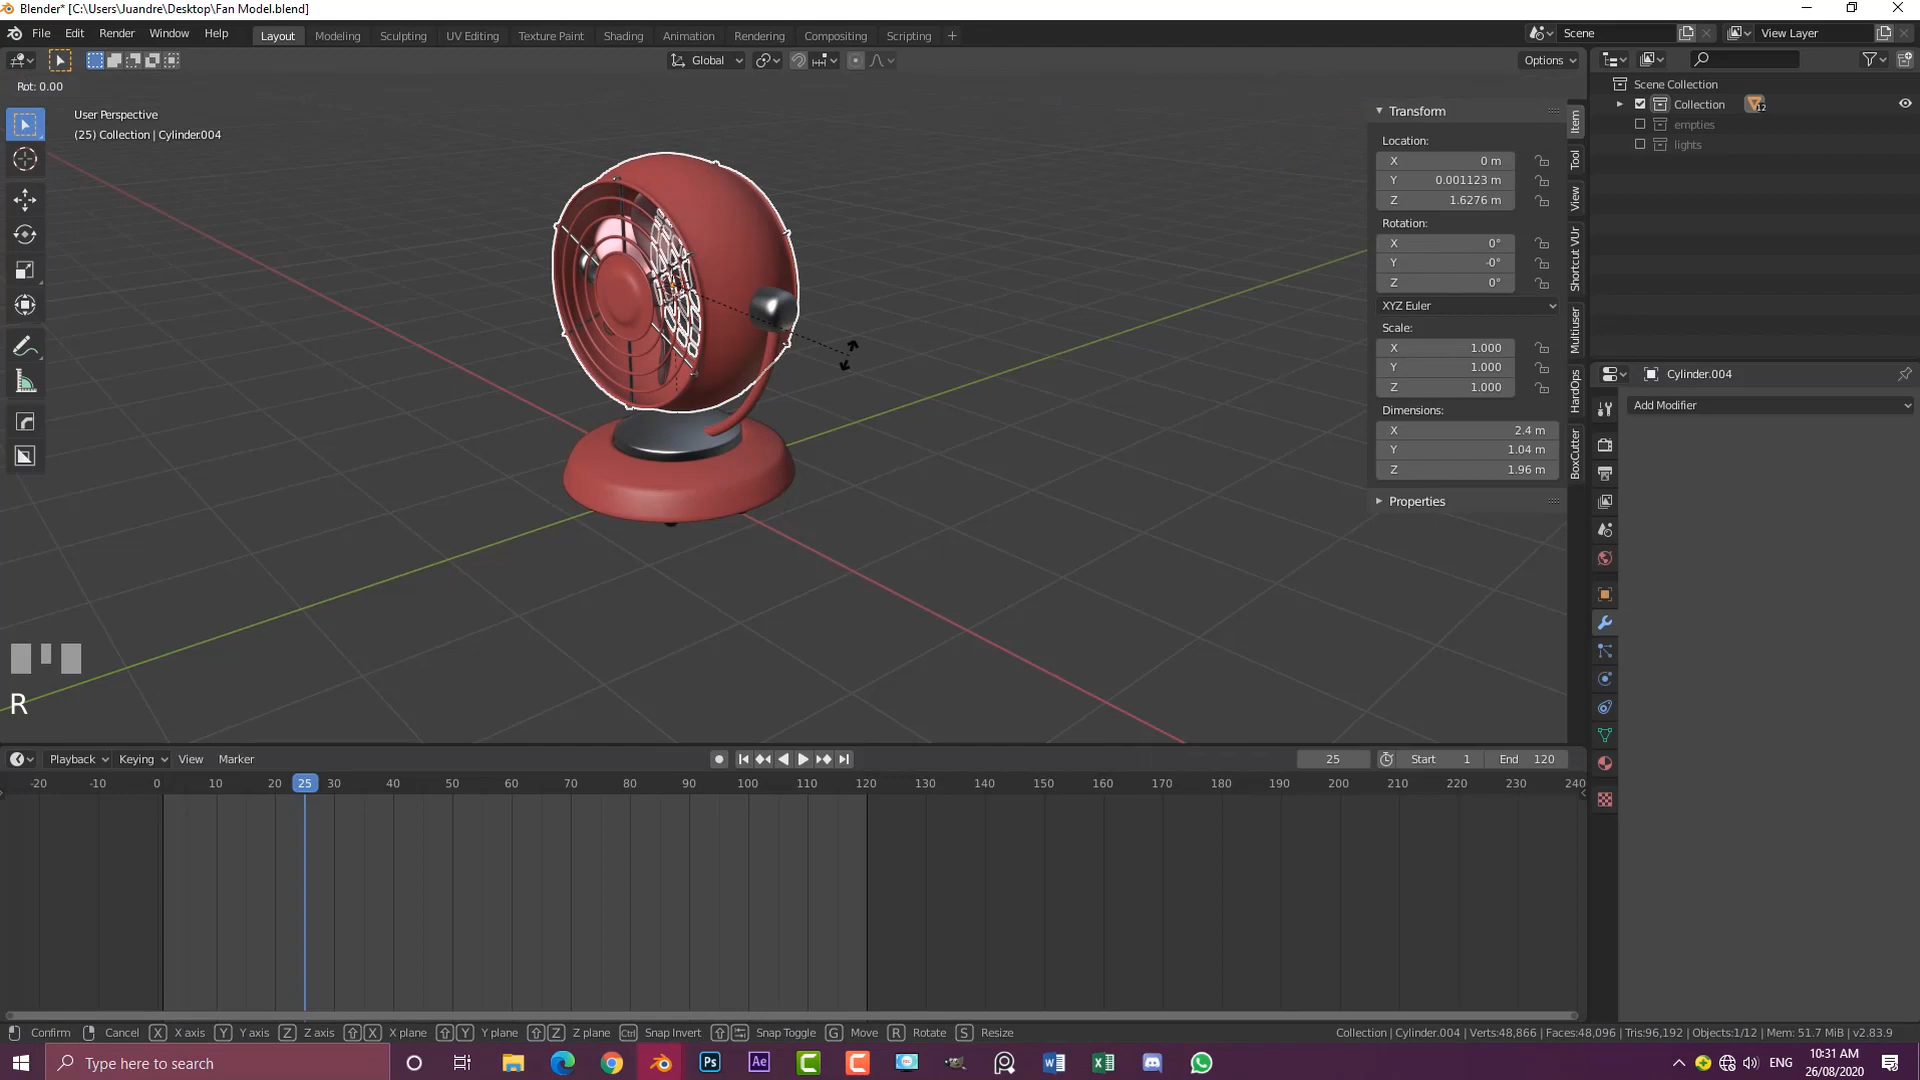 Blender* [C:\Users\Juandre\Desktop\Fan Model.blend]
File Edit Render Window Help Layout Modeling Sculpting UV Editing Texture Paint Shading Animation Rendering Compositing Scripting + Scene View Layer
Global Options
Rot: 0.00
User Perspective
(25) Collection | Cylinder.004
Transform
Location:
X 0 m
Y 0.001123 m
Z 1.6276 m
Rotation:
X 0°
Y -0°
Z 0°
XYZ Euler
Scale:
X 1.000
Y 1.000
Z 1.000
Dimensions:
X 2.4 m
Y 1.04 m
Z 1.96 m
Properties
Item
Tool
View
Shortcut VUr
Multiuser
HardOps
BoxCutter
Scene Collection
Collection 12
empties
lights
Cylinder.004
Add Modifier
R
Playback Keying View Marker 25 Start 1 End 120
-20 -10 0 10 20 25 30 40 50 60 70 80 90 100 110 120 130 140 150 160 170 180 190 200 210 220 230 240
Confirm Cancel X X axis Y Y axis Z Z axis X X plane Y Y plane Z Z plane Ctrl Snap Invert Snap Toggle G Move R Rotate S Resize Collection | Cylinder.004 | Verts:48,866 | Faces:48,096 | Tris:96,192 | Objects:1/12 | Mem: 51.7 MiB | v2.83.9
Type here to search Ps Ae ENG 10:31 AM
26/08/2020